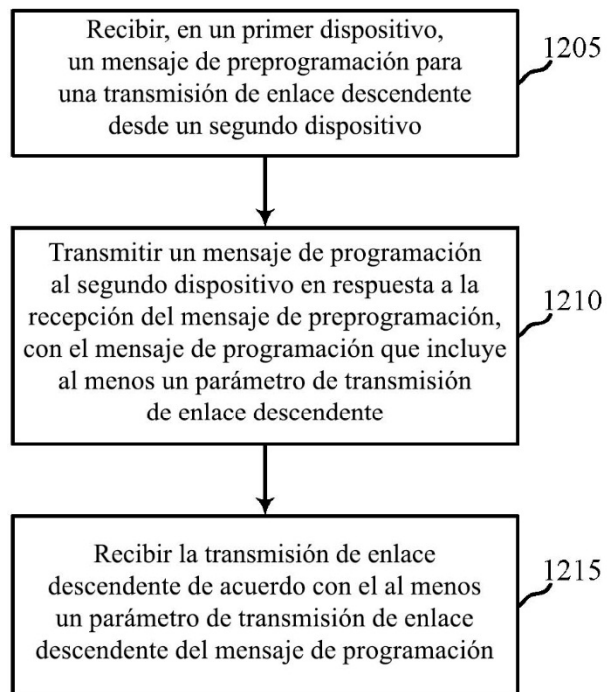 Recibir, en un primer dispositivo,
un mensaje de preprogramación para
una transmisión de enlace descendente
desde un segundo dispositivo
1205
Transmitir un mensaje de programación
al segundo dispositivo en respuesta a la
recepción del mensaje de preprogramación,
con el mensaje de programación que incluye
al menos un parámetro de transmisión
de enlace descendente
1210
Recibir la transmisión de enlace
descendente de acuerdo con el al menos
un parámetro de transmisión de enlace
descendente del mensaje de programación
1215